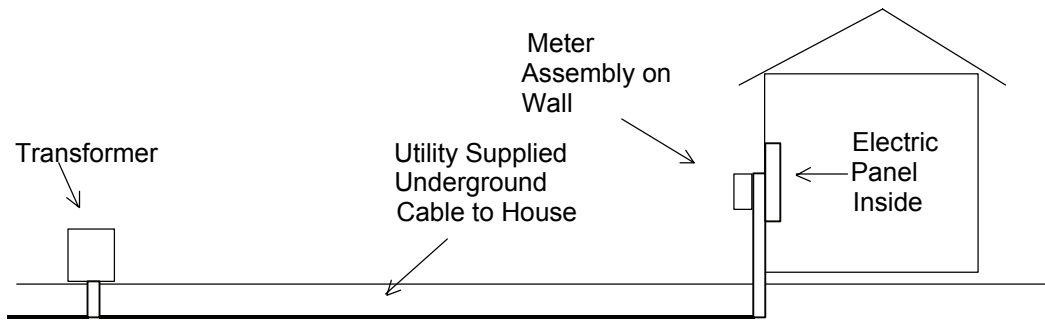 Meter
Assembly on
Wall
Transformer
Utility Supplied
Underground
Cable to House
Electric
Panel
Inside